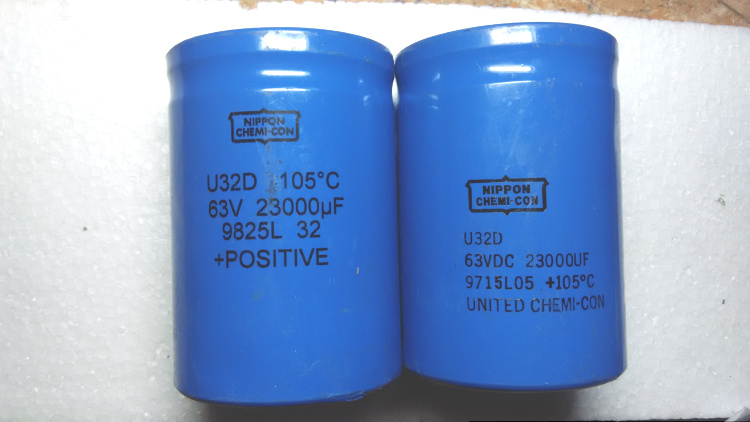 NIPPON
CHEMI-CON
U32D 105°C
63V 23000µF
9825L 32
+POSITIVE
NIPPON
CHEMI-CON
U32D
63VDC 23000UF
9715L05 +105°C
UNITED CHEMI-CON